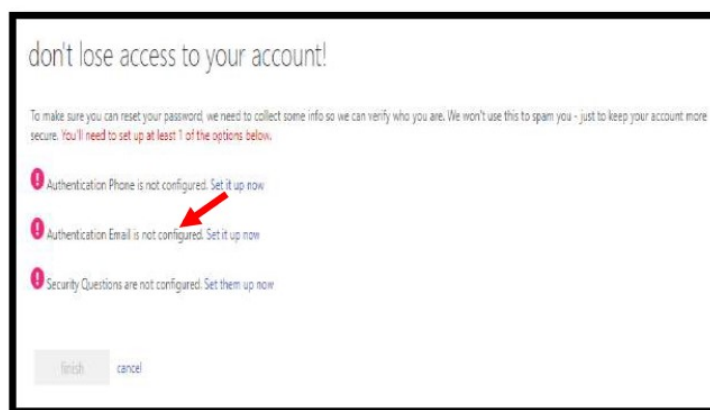 don't lose access to your account!
To make sure you can reset your password, we need to collect some info so we can verify who you are. We won't use this to spam you - just to keep your account more
secure. You'll need to set up at least 1 of the options below.
Authentication Phone is not configured. Set it up now
Authentication Email is not configured. Set it up now
Security Questions are not configured. Set them up now
finish cancel